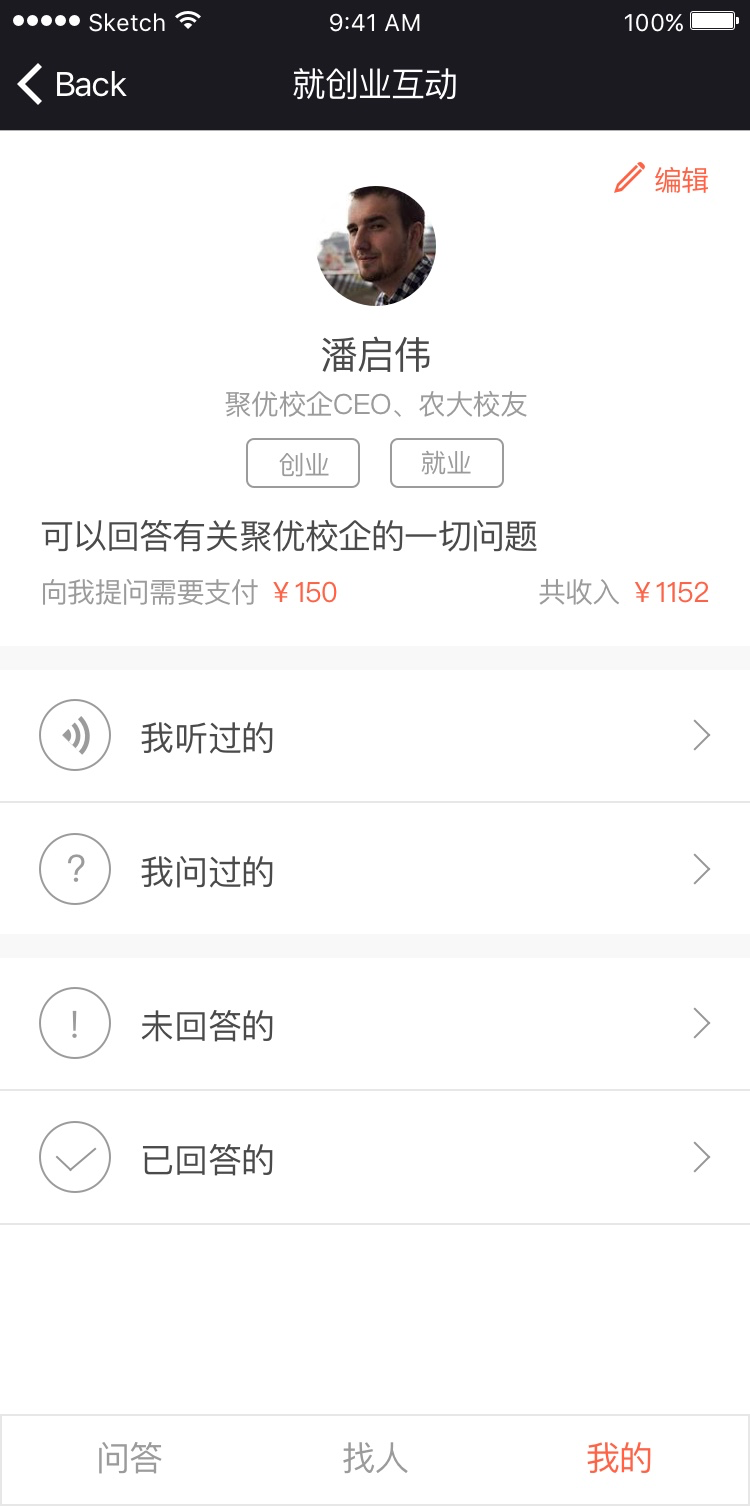 Sketch 9:41 AM 100%
Back 就创业互动
编辑
潘启伟
聚优校企CEO、农大校友
创业 就业
可以回答有关聚优校企的一切问题
向我提问需要支付 ¥150 共收入 ¥1152
我听过的
? 我问过的
! 未回答的
已回答的
问答 找人 我的